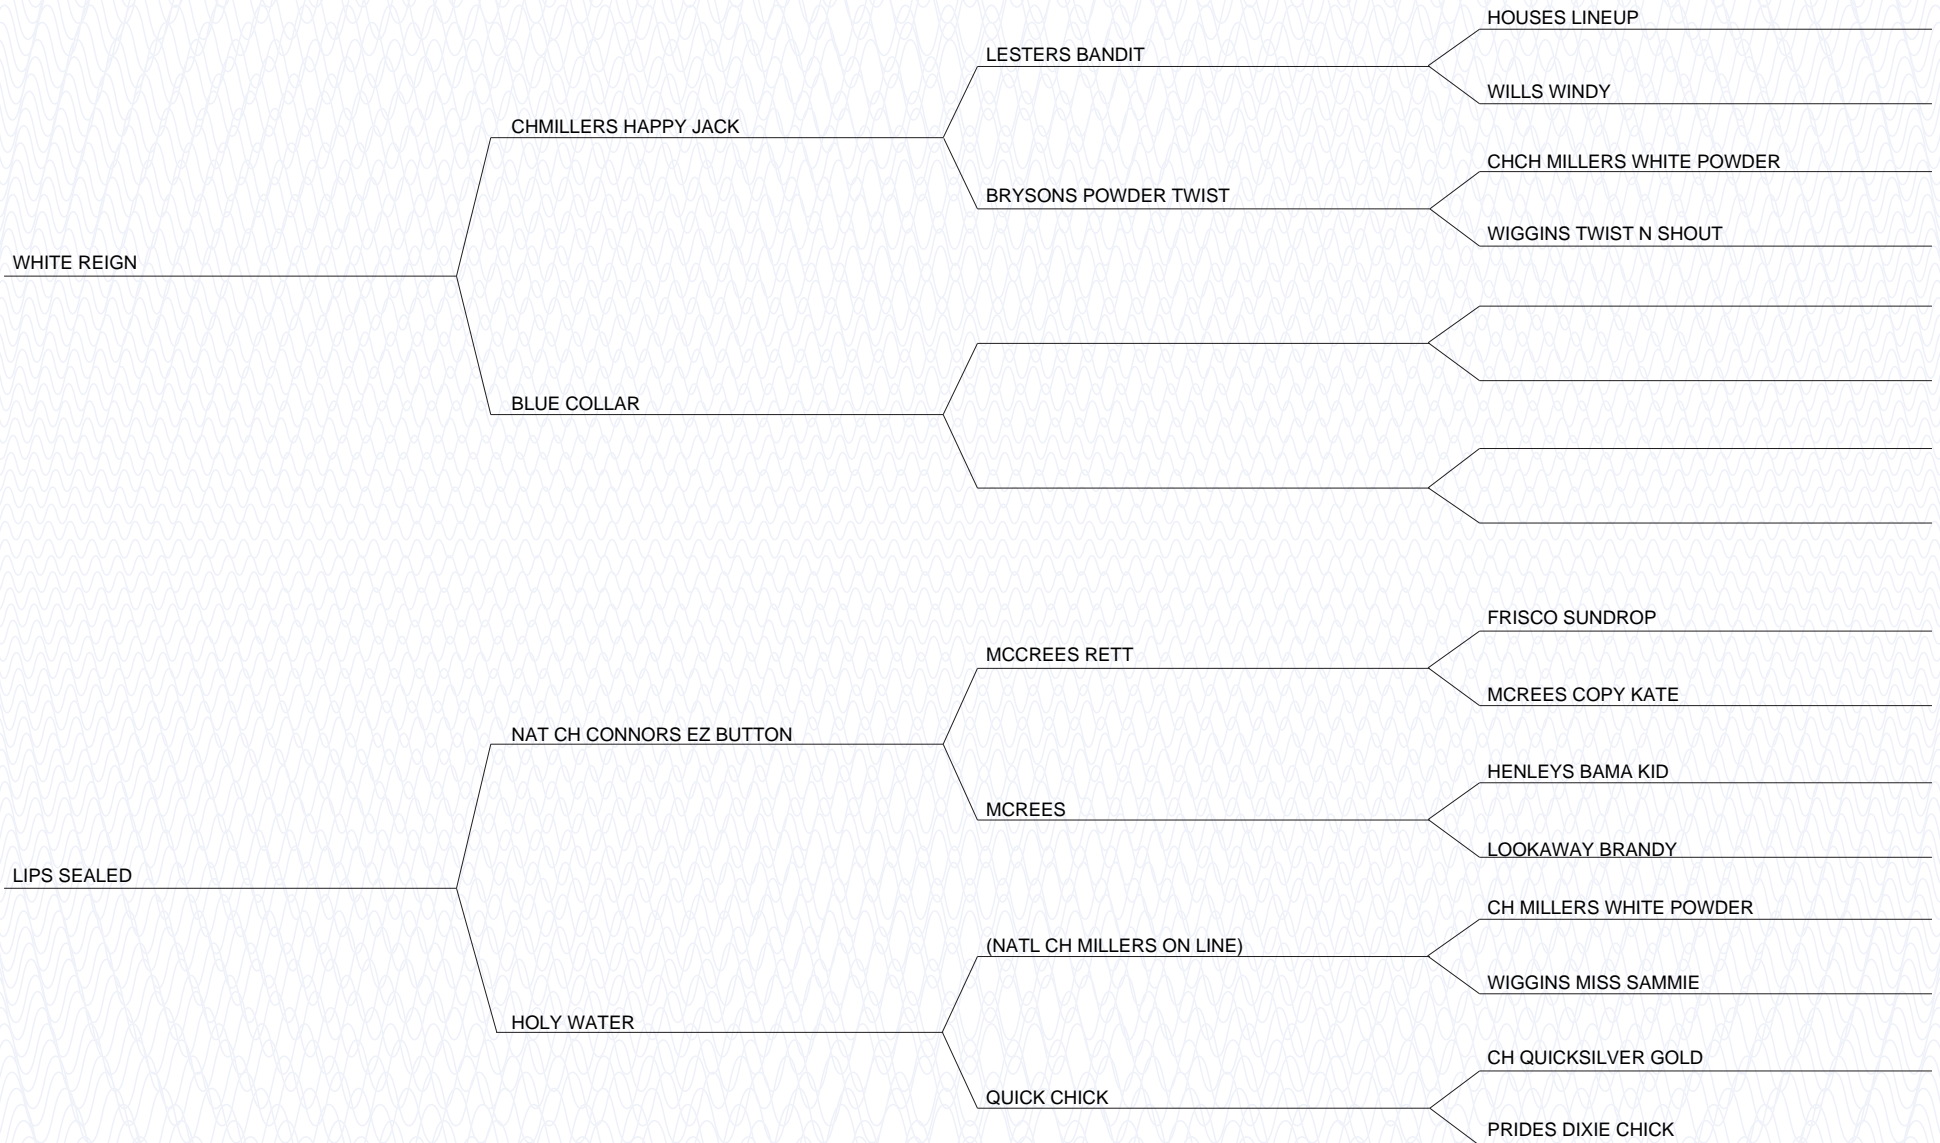 HOUSES LINEUP
LESTERS BANDIT
WILLS WINDY
CHMILLERS HAPPY JACK
CHCH MILLERS WHITE POWDER
BRYSONS POWDER TWIST
WIGGINS TWIST N SHOUT
WHITE REIGN
BLUE COLLAR
FRISCO SUNDROP
MCCREES RETT
MCREES COPY KATE
NAT CH CONNORS EZ BUTTON
HENLEYS BAMA KID
MCREES
LOOKAWAY BRANDY
LIPS SEALED
CH MILLERS WHITE POWDER
(NATL CH MILLERS ON LINE)
WIGGINS MISS SAMMIE
HOLY WATER
CH QUICKSILVER GOLD
QUICK CHICK
PRIDES DIXIE CHICK